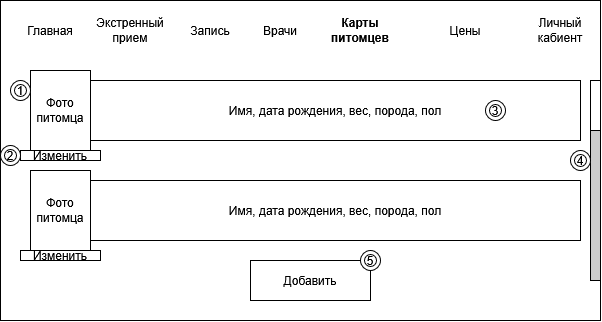 Главная Экстренный прием Запись Врачи Карты питомцев Цены Личный кабиент
1
Фото питомца
Имя, дата рождения, вес, порода, пол
3
2
Изменить
4
Фото питомца
Имя, дата рождения, вес, порода, пол
Изменить
5
Добавить